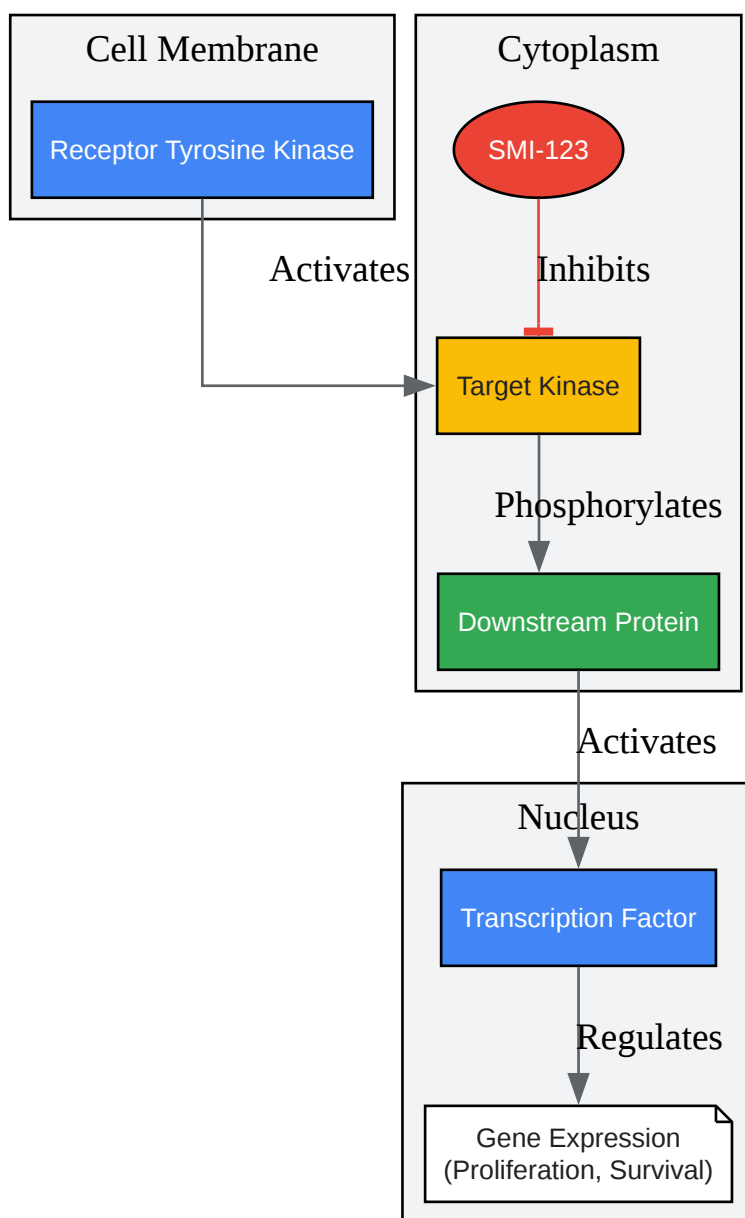 Cell Membrane
Receptor Tyrosine Kinase
Cytoplasm
SMI-123
Activates
Inhibits
Target Kinase
Phosphorylates
Downstream Protein
Activates
Nucleus
Transcription Factor
Regulates
Gene Expression
(Proliferation, Survival)